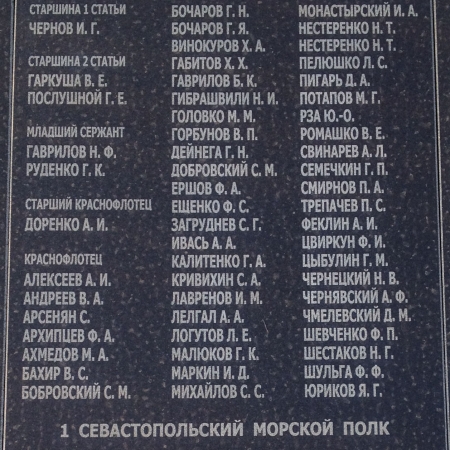 СТАРШИНА 1 СТАТЬИ
ЧЕРНОВ И. Г.
СТАРШИНА 2 СТАТЬИ
ГАРКУША В. Е.
ПОСЛУШНОЙ Г. Е.
МЛАДШИЙ СЕРЖАНТ
ГАВРИЛОВ Н. Ф.
РУДЕНКО Г. К.
СТАРШИЙ КРАСНОФЛОТЕЦ
ДОРЕНКО А. И.
КРАСНОФЛОТЕЦ
АЛЕКСЕЕВ А. И.
АНДРЕЕВ В. А.
АРСЕНЯН С.
АРХИПЦЕВ Ф. А.
АХМЕДОВ М. А.
БАХИР В. С.
БОБРОВСКИЙ С. М.
БОЧАРОВ Г. Н.
БОЧАРОВ Г. Я.
ВИНОКУРОВ Х. А.
ГАБИТОВ Х. Х.
ГАВРИЛОВ Б. К.
ГИБРАШВИЛИ Н. И.
ГОЛОВКО М. М.
ГОРБУНОВ В. П.
ДЕЙНЕГА Г. Н.
ДОБРОВСКИЙ С. М.
ЕРШОВ Ф. А.
ЕЩЕНКО Ф. С.
ЗАГРУДНЕВ С. Г.
ИВАСЬ А. А.
КАЛИТЕНКО Г. А.
КРИВИХИН С. А.
ЛАВРЕНОВ И. М.
ЛЕЛГАЛ А. А.
ЛОГУТОВ Л. Е.
МАЛЮКОВ Г. К.
МАРКИН И. Д.
МИХАЙЛОВ С. С.
МОНАСТЫРСКИЙ И. А.
НЕСТЕРЕНКО Н. Т.
НЕСТЕРЕНКО Н. Т.
ПЕЛЮШКО Л. С.
ПИГАРЬ Д. А.
ПОТАПОВ М. Г.
РЗА Ю.-О.
РОМАШКО В. Е.
СВИНАРЕВ А. Л.
СЕМЕЧКИН Г. П.
СМИРНОВ П. А.
ТРЕПАЧЕВ П. С.
ФЕКЛИН А. И.
ЦВИРКУН Ф. И.
ЦЫБУЛИН Г. М.
ЧЕРНЕЦКИЙ Н. В.
ЧЕРНЯВСКИЙ А. Ф.
ЧМЕЛЕВСКИЙ Д. М.
ШЕВЧЕНКО Ф. П.
ШЕСТАКОВ Н. Г.
ШУЛЬГА Ф. Ф.
ЮРИКОВ Я. Г.
1 СЕВАСТОПОЛЬСКИЙ МОРСКОЙ ПОЛК